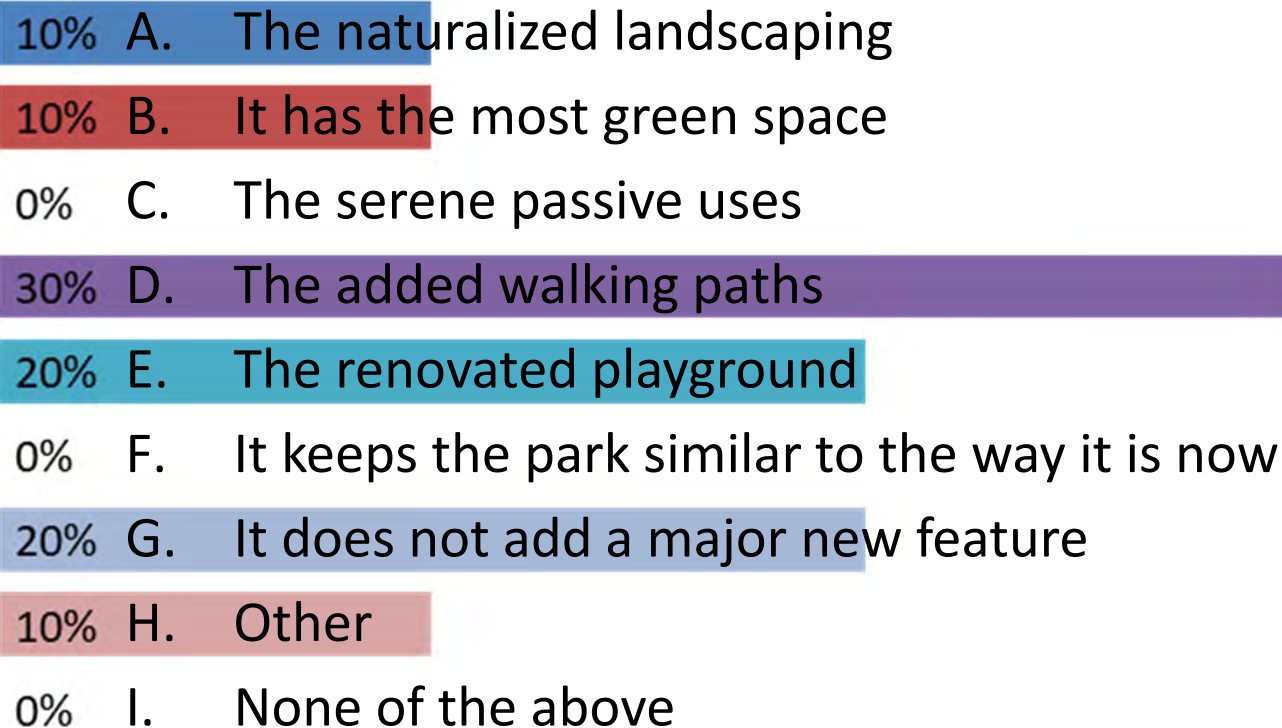 10% A. The naturalized landscaping
10% B. It has the most green space
0% C. The serene passive uses
30% D. The added walking paths
20% E. The renovated playground
0% F. It keeps the park similar to the way it is now
20% G. It does not add a major new feature
10% H. Other
0% I. None of the above